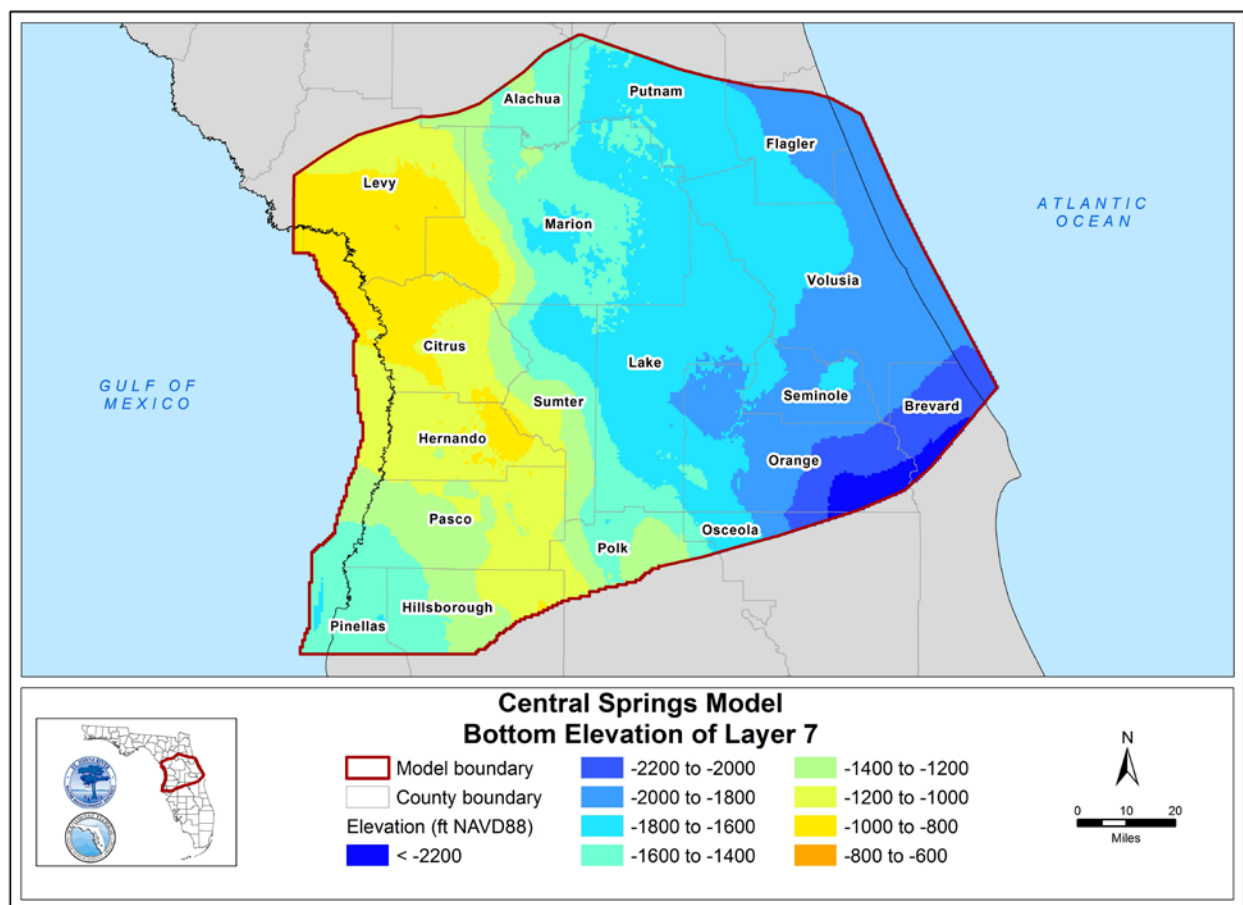 Alachua
Putnam
Flagler
Levy
Marion
ATLANTIC
OCEAN
Volusia
Citrus
Lake
GULF OF
MEXICO
Sumter
Seminole
Brevard
Hernando
Orange
Pasco
Osceola
Polk
Hillsborough
Pinellas
Central Springs Model
Bottom Elevation of Layer 7
Model boundary
County boundary
Elevation (ft NAVD88)
< -2200
-2200 to -2000
-2000 to -1800
-1800 to -1600
-1600 to -1400
-1400 to -1200
-1200 to -1000
-1000 to -800
-800 to -600
N
0 10 20
Miles